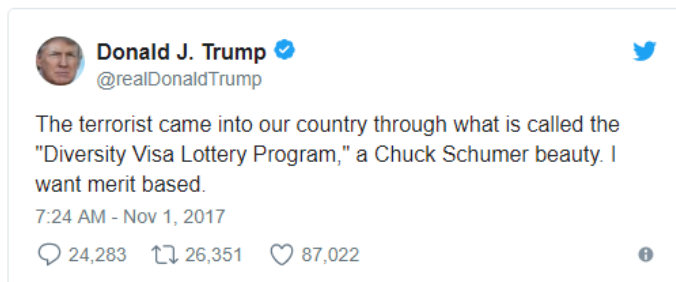 Donald J. Trump
@realDonaldTrump
The terrorist came into our country through what is called the
"Diversity Visa Lottery Program," a Chuck Schumer beauty. I
want merit based.
7:24 AM - Nov 1, 2017
24,283 26,351 87,022